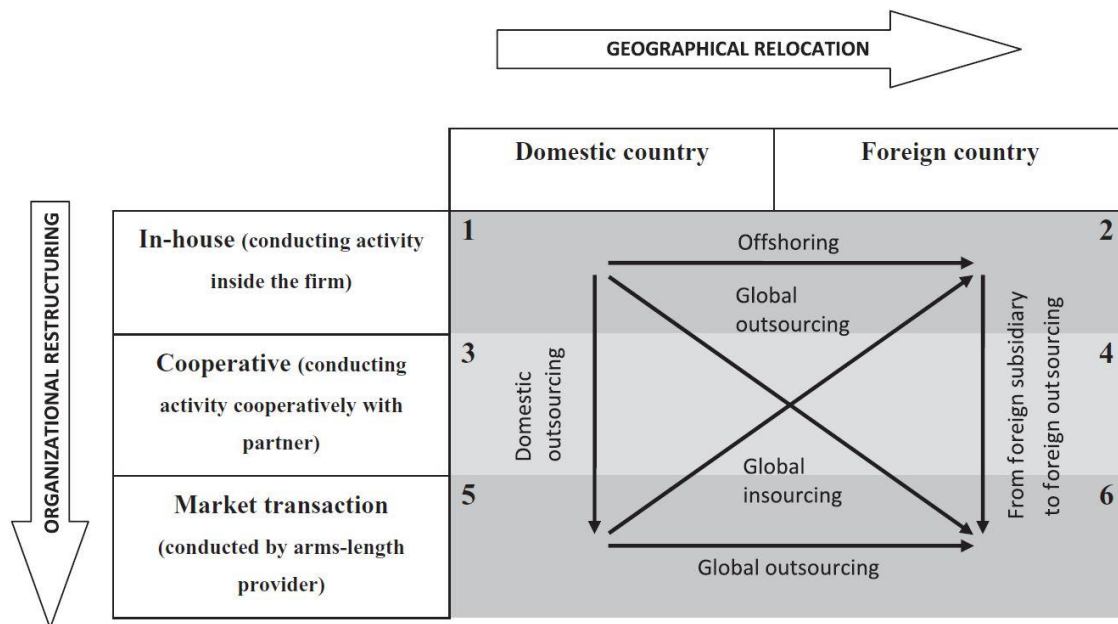 GEOGRAPHICAL RELOCATION
Domestic country
Foreign country
ORGANIZATIONAL RESTRUCTURING
In-house (conducting activity
inside the firm)
1
Offshoring
2
Global
outsourcing
Cooperative (conducting
activity cooperatively with
partner)
3
Domestic
outsourcing
4
From foreign subsidiary
to foreign outsourcing
Market transaction
(conducted by arms-length
provider)
5
Global
insourcing
6
Global outsourcing